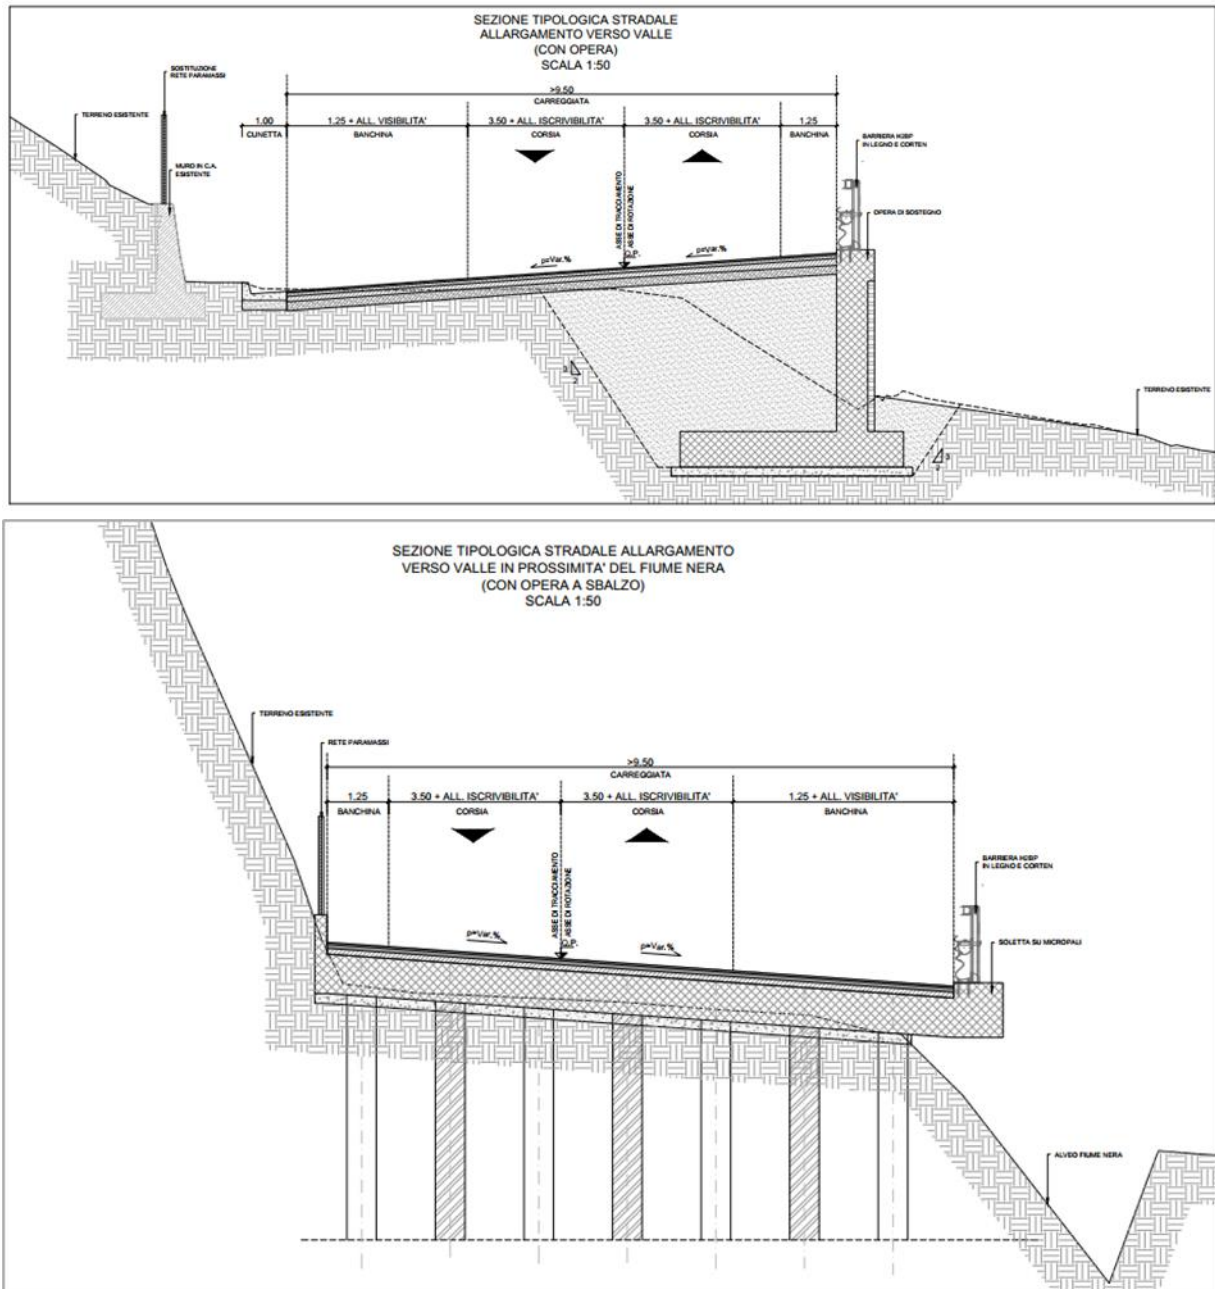 SEZIONE TIPOLOGICA STRADALE
ALLARGAMENTO VERSO VALLE
(CON OPERA)
SCALA 1:50
SOSTITUZIONE
RETE PARAMASSI
TERRENO ESISTENTE
MURO IN C.A.
ESISTENTE
>9.50
CARREGGIATA
1.00
CUNETTA
1.25 + ALL. VISIBILITA'
BANCHINA
3.50 + ALL. ISCRIVIBILITA'
CORSIA
3.50 + ALL. ISCRIVIBILITA'
CORSIA
1.25
BANCHINA
BARRIERA H2BP
IN LEGNO E CORTEN
OPERA DI SOSTEGNO
ASSE DI TRACCIAMENTO
ASSE DI ROTAZIONE
Q.P.
p=Var.%
p=Var.%
3
2
TERRENO ESISTENTE
3
2
SEZIONE TIPOLOGICA STRADALE ALLARGAMENTO
VERSO VALLE IN PROSSIMITA' DEL FIUME NERA
(CON OPERA A SBALZO)
SCALA 1:50
TERRENO ESISTENTE
RETE PARAMASSI
>9.50
CARREGGIATA
1.25
BANCHINA
3.50 + ALL. ISCRIVIBILITA'
CORSIA
3.50 + ALL. ISCRIVIBILITA'
CORSIA
1.25 + ALL. VISIBILITA'
BANCHINA
ASSE DI TRACCIAMENTO
ASSE DI ROTAZIONE
Q.P.
p=Var.%
p=Var.%
BARRIERA H2BP
IN LEGNO E CORTEN
SOLETTA SU MICROPALI
ALVEO FIUME NERA